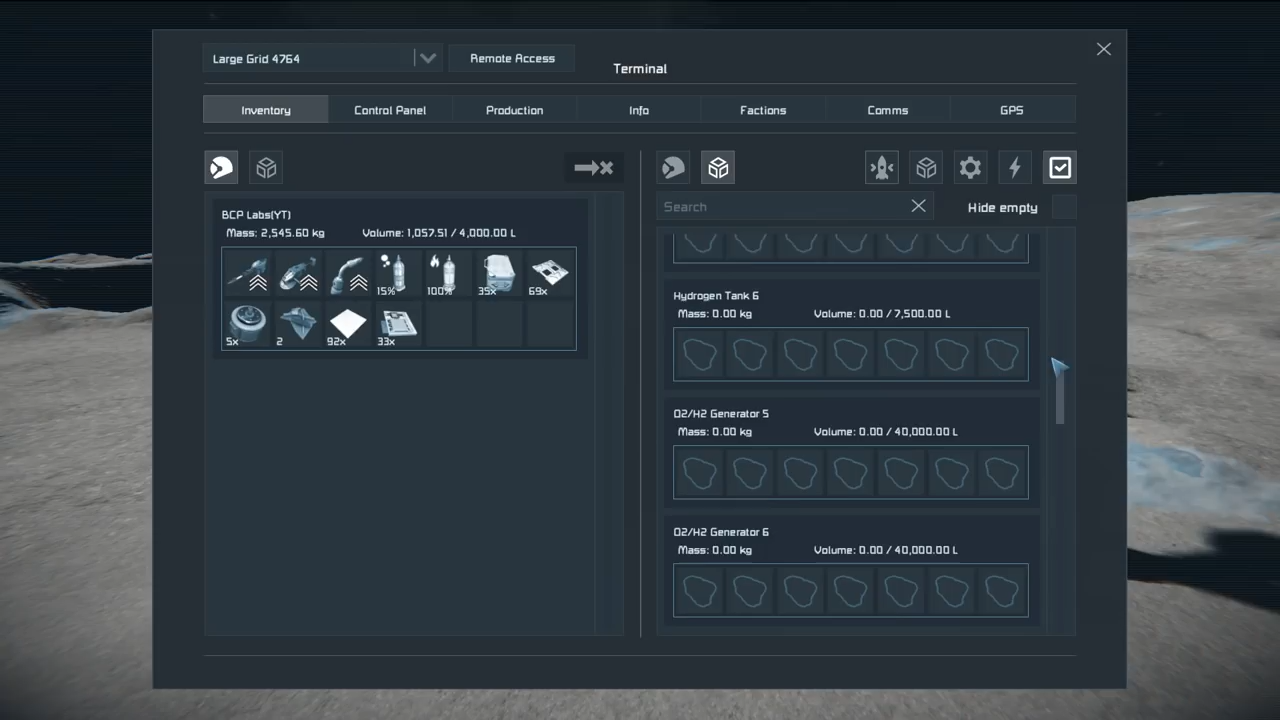 Large Grid 4764
Remote Access
Terminal
Inventory
Control Panel
Production
Info
Factions
Comms
GPS
BCP Labs(YT)
Mass: 2,545.60 kg
Volume: 1,057.51 / 4,000.00 L
15%
100%
35x
69x
5x
2
92x
33x
Search
Hide empty
Hydrogen Tank 6
Mass: 0.00 kg
Volume: 0.00 / 7,500.00 L
O2/H2 Generator 5
Mass: 0.00 kg
Volume: 0.00 / 40,000.00 L
O2/H2 Generator 6
Mass: 0.00 kg
Volume: 0.00 / 40,000.00 L